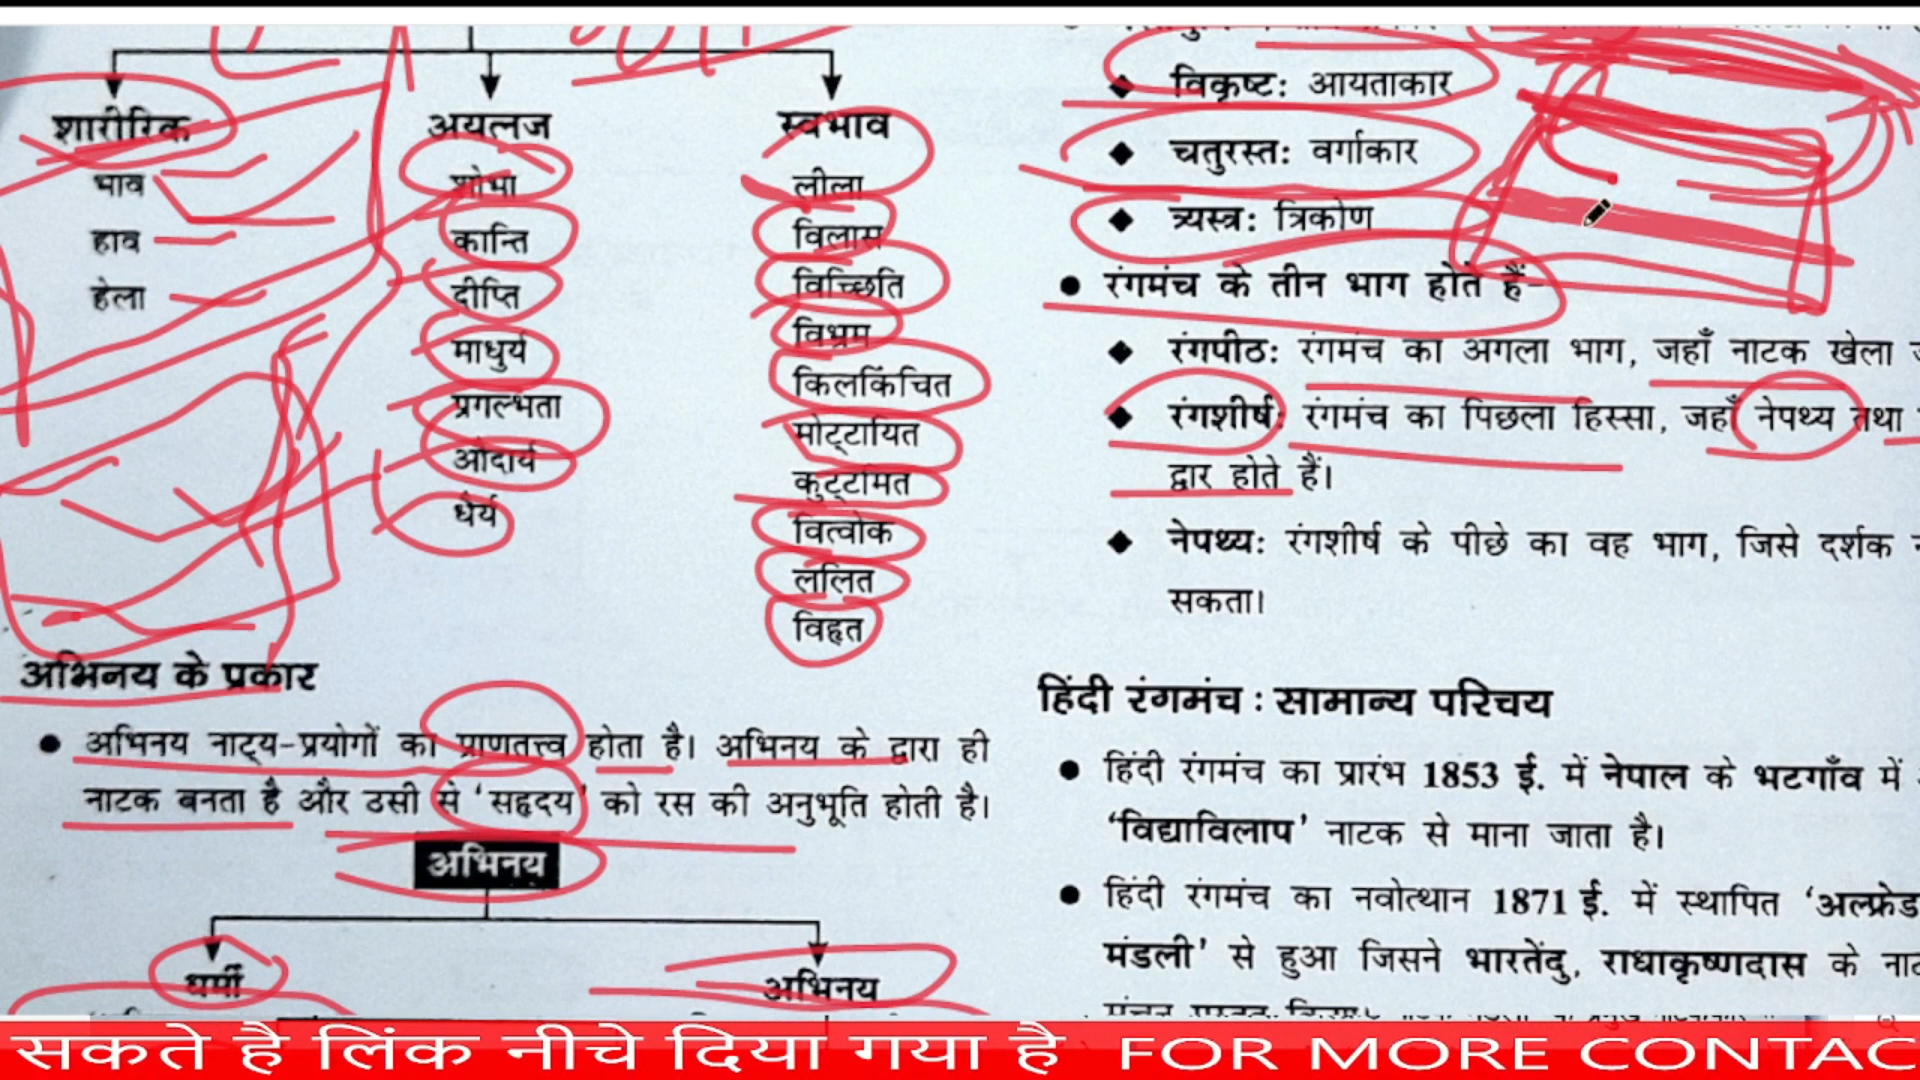 शारीरिक
भाव
हाव
हेला
अयलज
शोभा
कान्ति
दीप्ति
माधुर्य
प्रगल्भता
औदार्य
धैर्य
स्वभाव
लीला
विलास
विच्छिति
विभ्रम
किलकिंचित
मोट्टायित
कुट्टमित
वित्वोक
ललित
विहृत
अभिनय के प्रकार
● अभिनय नाट्य-प्रयोगों का प्राणतत्त्व होता है। अभिनय के द्वारा ही
नाटक बनता है और उसी से 'सहृदय' को रस की अनुभूति होती है।
अभिनय
धर्मी
अभिनय
◆ विकृष्ट: आयताकार
◆ चतुरस्त: वर्गाकार
◆ त्र्यस्त्र: त्रिकोण
● रंगमंच के तीन भाग होते हैं-
◆ रंगपीठ: रंगमंच का अगला भाग, जहाँ नाटक खेला
◆ रंगशीर्ष: रंगमंच का पिछला हिस्सा, जहाँ नेपथ्य तथा
द्वार होते हैं।
◆ नेपथ्य: रंगशीर्ष के पीछे का वह भाग, जिसे दर्शक
सकता।
हिंदी रंगमंच : सामान्य परिचय
● हिंदी रंगमंच का प्रारंभ 1853 ई. में नेपाल के भटगाँव में
'विद्याविलाप' नाटक से माना जाता है।
● हिंदी रंगमंच का नवोत्थान 1871 ई. में स्थापित 'अल्फ्रेड
मंडली' से हुआ जिसने भारतेंदु, राधाकृष्णदास के
सकते है लिंक नीचे दिया गया है FOR MORE CONTAC